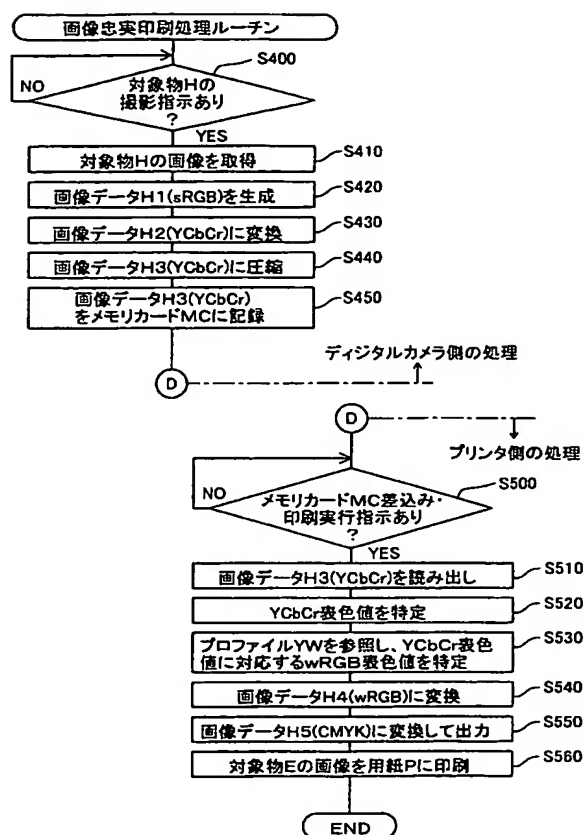 画像忠実印刷処理ルーチン
S400
NO
対象物Hの
撮影指示あり
?
YES
対象物Hの画像を取得
S410
画像データH1(sRGB)を生成
S420
画像データH2(YCbCr)に変換
S430
画像データH3(YCbCr)に圧縮
S440
画像データH3(YCbCr)
をメモリカードMCに記録
S450
ディジタルカメラ側の処理
D
D
プリンタ側の処理
S500
NO
メモリカードMC差込み・
印刷実行指示あり
?
YES
画像データH3(YCbCr)を読み出し
S510
YCbCr表色値を特定
S520
プロファイルYWを参照し、YCbCr表色
値に対応するwRGB表色値を特定
S530
画像データH4(wRGB)に変換
S540
画像データH5(CMYK)に変換して出力
S550
対象物Eの画像を用紙Pに印刷
S560
END